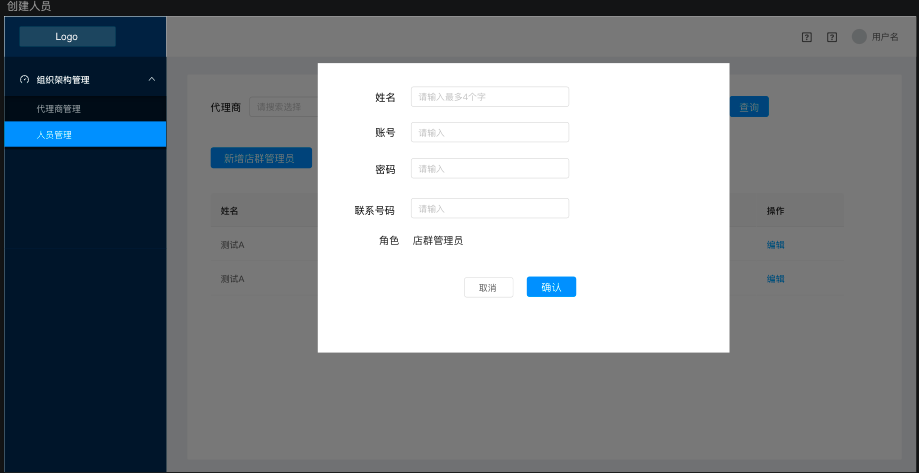 创建人员
Logo
用户名
组织架构管理
代理商管理
人员管理
代理商 请搜索选择
查询
新增店群管理员
姓名 操作
测试A 编辑
测试A 编辑
姓名 请输入最多4个字
账号 请输入
密码 请输入
联系号码 请输入
角色 店群管理员
取消 确认